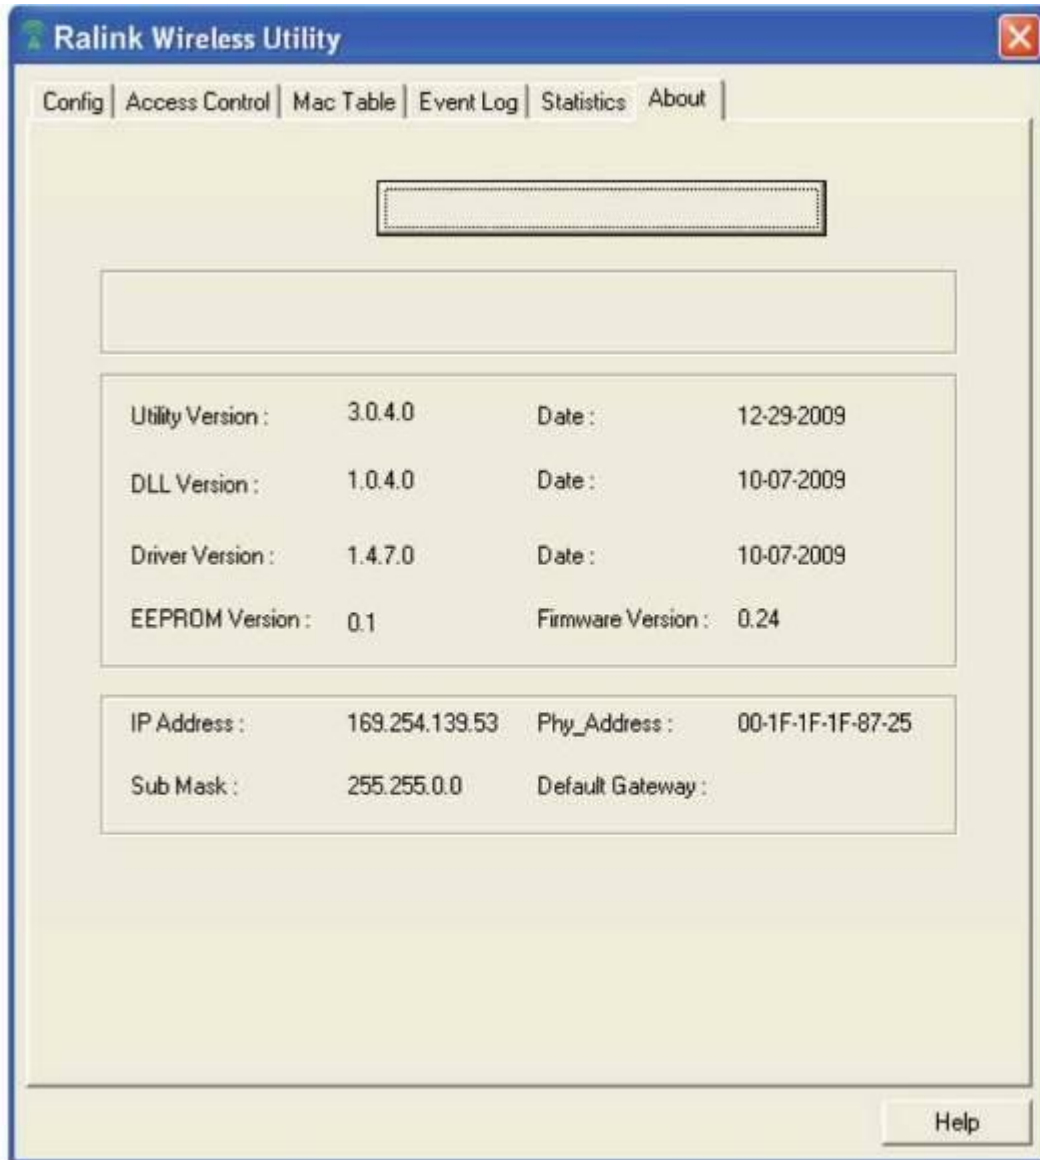 Ralink Wireless Utility
Config Access Control Mac Table Event Log Statistics About
Utility Version : 3.0.4.0 Date : 12-29-2009
DLL Version : 1.0.4.0 Date : 10-07-2009
Driver Version : 1.4.7.0 Date : 10-07-2009
EEPROM Version : 0.1 Firmware Version : 0.24
IP Address : 169.254.139.53 Phy_Address : 00-1F-1F-1F-87-25
Sub Mask : 255.255.0.0 Default Gateway :
Help